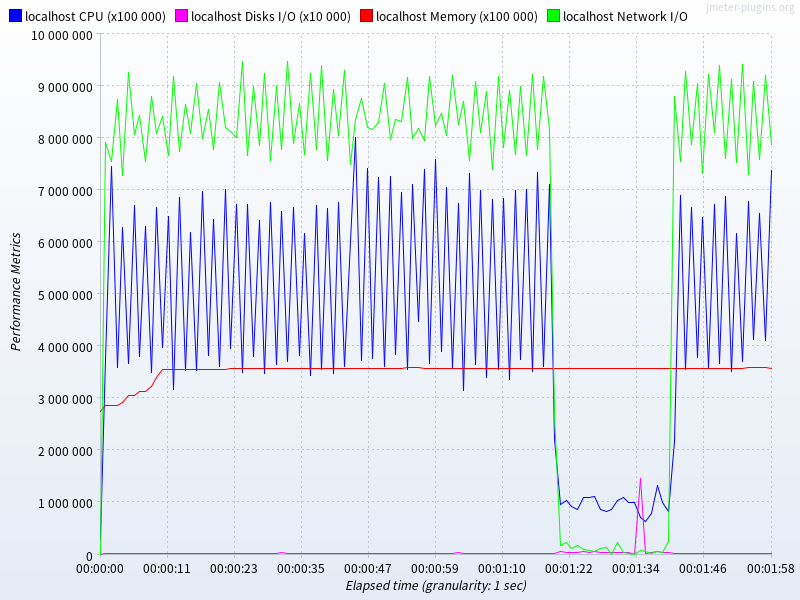 jmeter-plugins.org
localhost CPU (x100 000) localhost Disks I/O (x10 000) localhost Memory (x100 000) localhost Network I/O
10 000 000
9 000 000
8 000 000
7 000 000
6 000 000
5 000 000
4 000 000
3 000 000
2 000 000
1 000 000
0
Performance Metrics
00:00:00 00:00:11 00:00:23 00:00:35 00:00:47 00:00:59 00:01:10 00:01:22 00:01:34 00:01:46 00:01:58
Elapsed time (granularity: 1 sec)